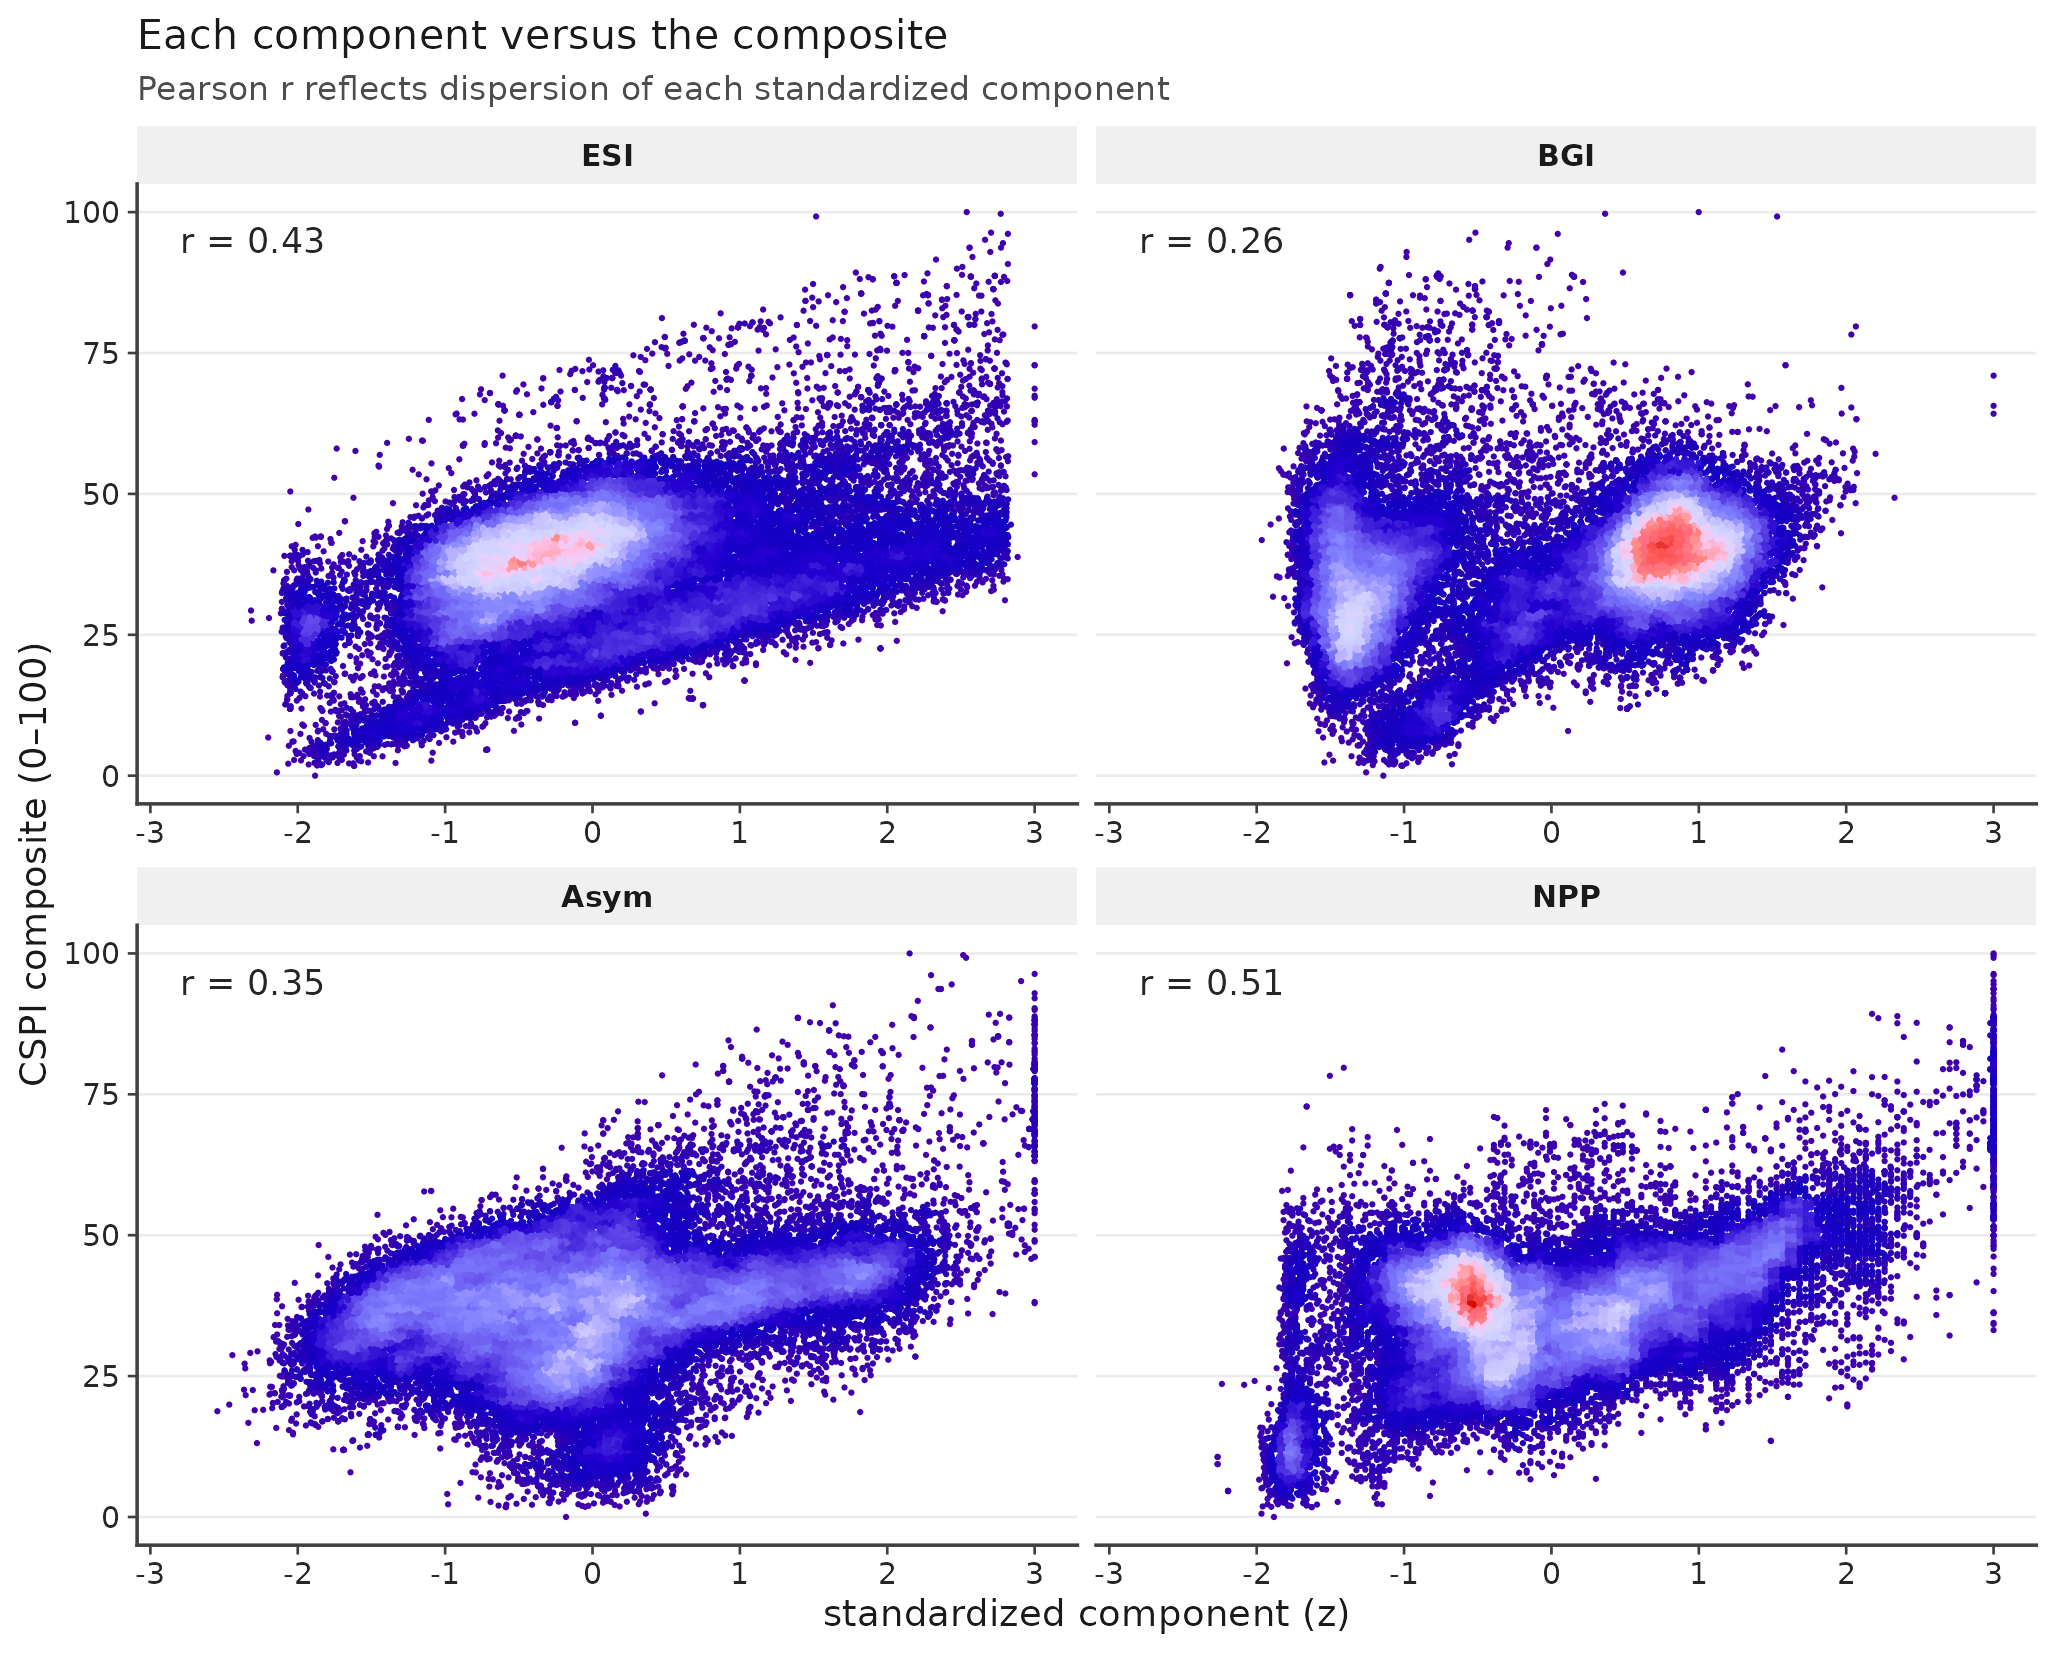 Each component versus the composite
Pearson r reflects dispersion of each standardized component
ESI
BGI
CSPI composite (0–100)
100
75
50
25
0
r = 0.43
r = 0.26
-3 -2 -1 0 1 2 3
-3 -2 -1 0 1 2 3
Asym
NPP
100
75
50
25
0
r = 0.35
r = 0.51
-3 -2 -1 0 1 2 3
-3 -2 -1 0 1 2 3
standardized component (z)